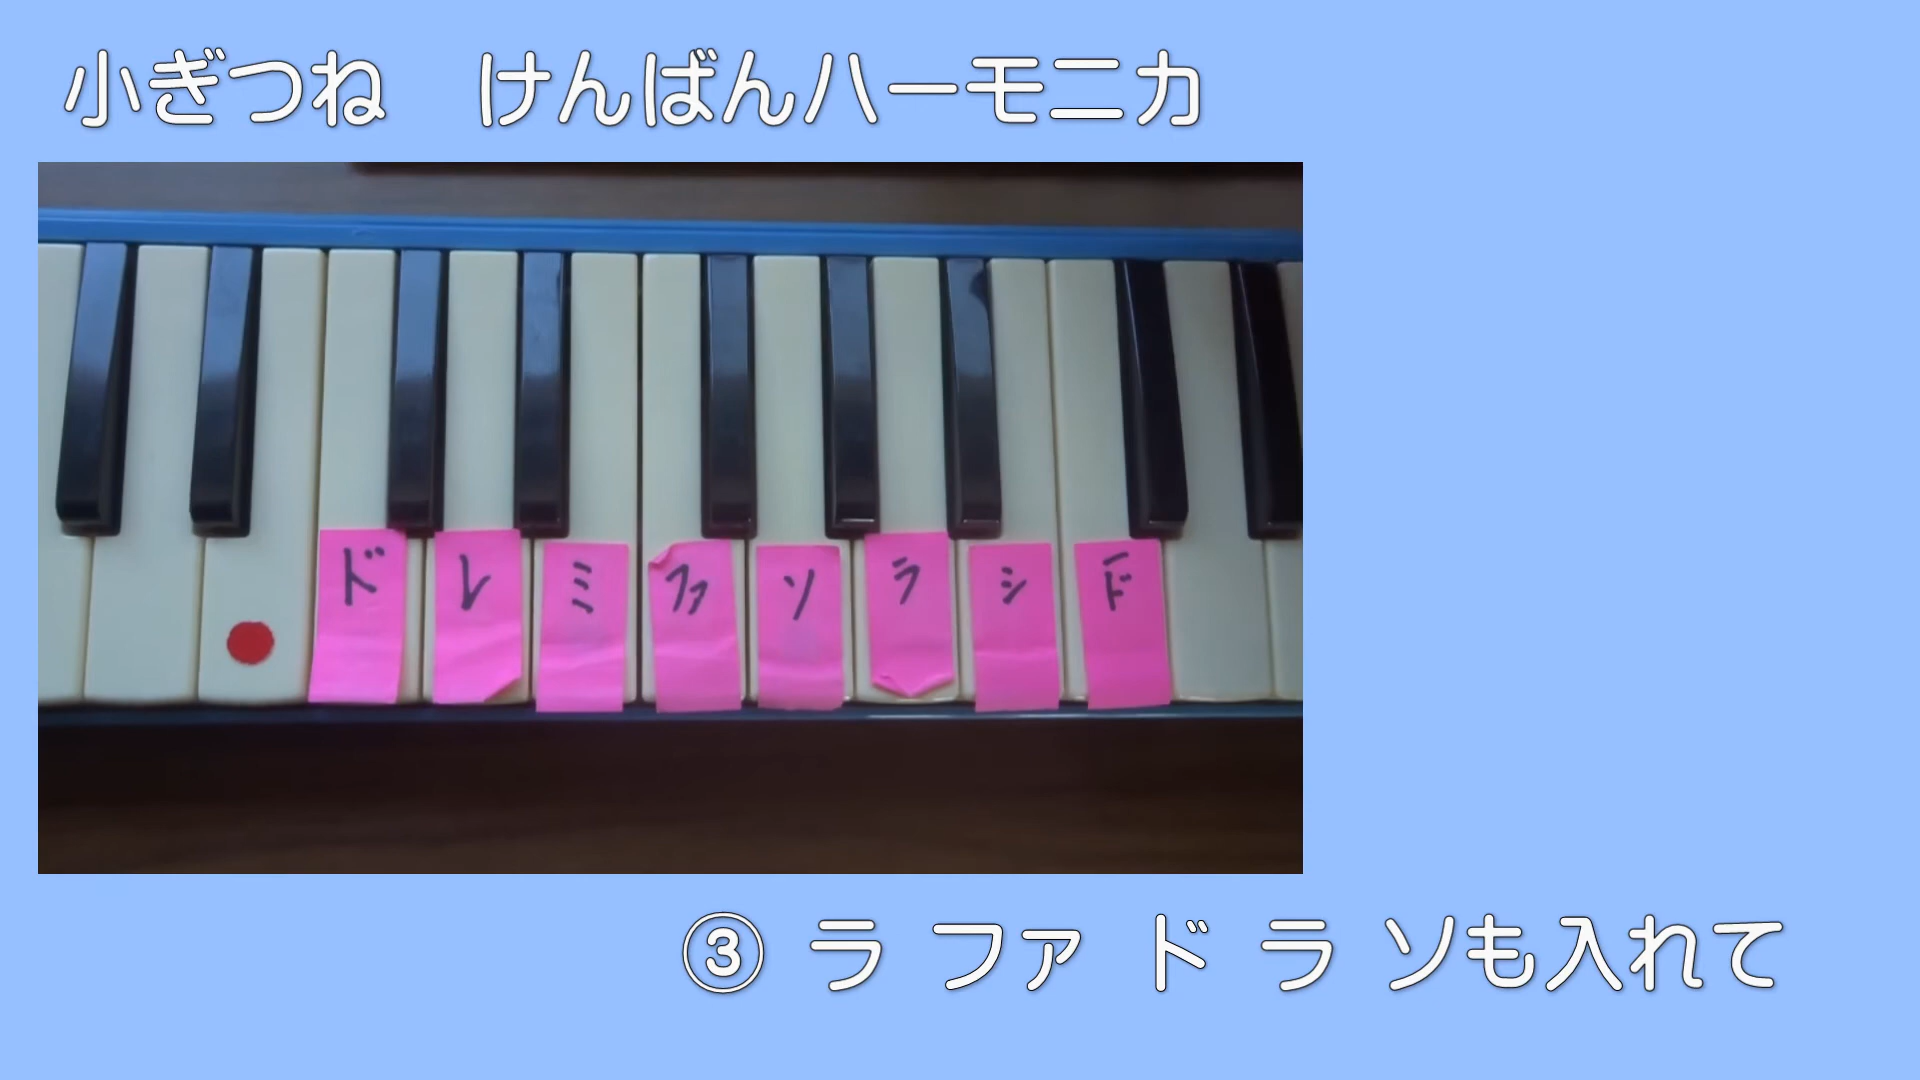 小ぎつね　けんばんハーモニカ
ド レ ミ ファ ソ ラ シ ド̄
③ ラ ファ ド ラ ソも入れて